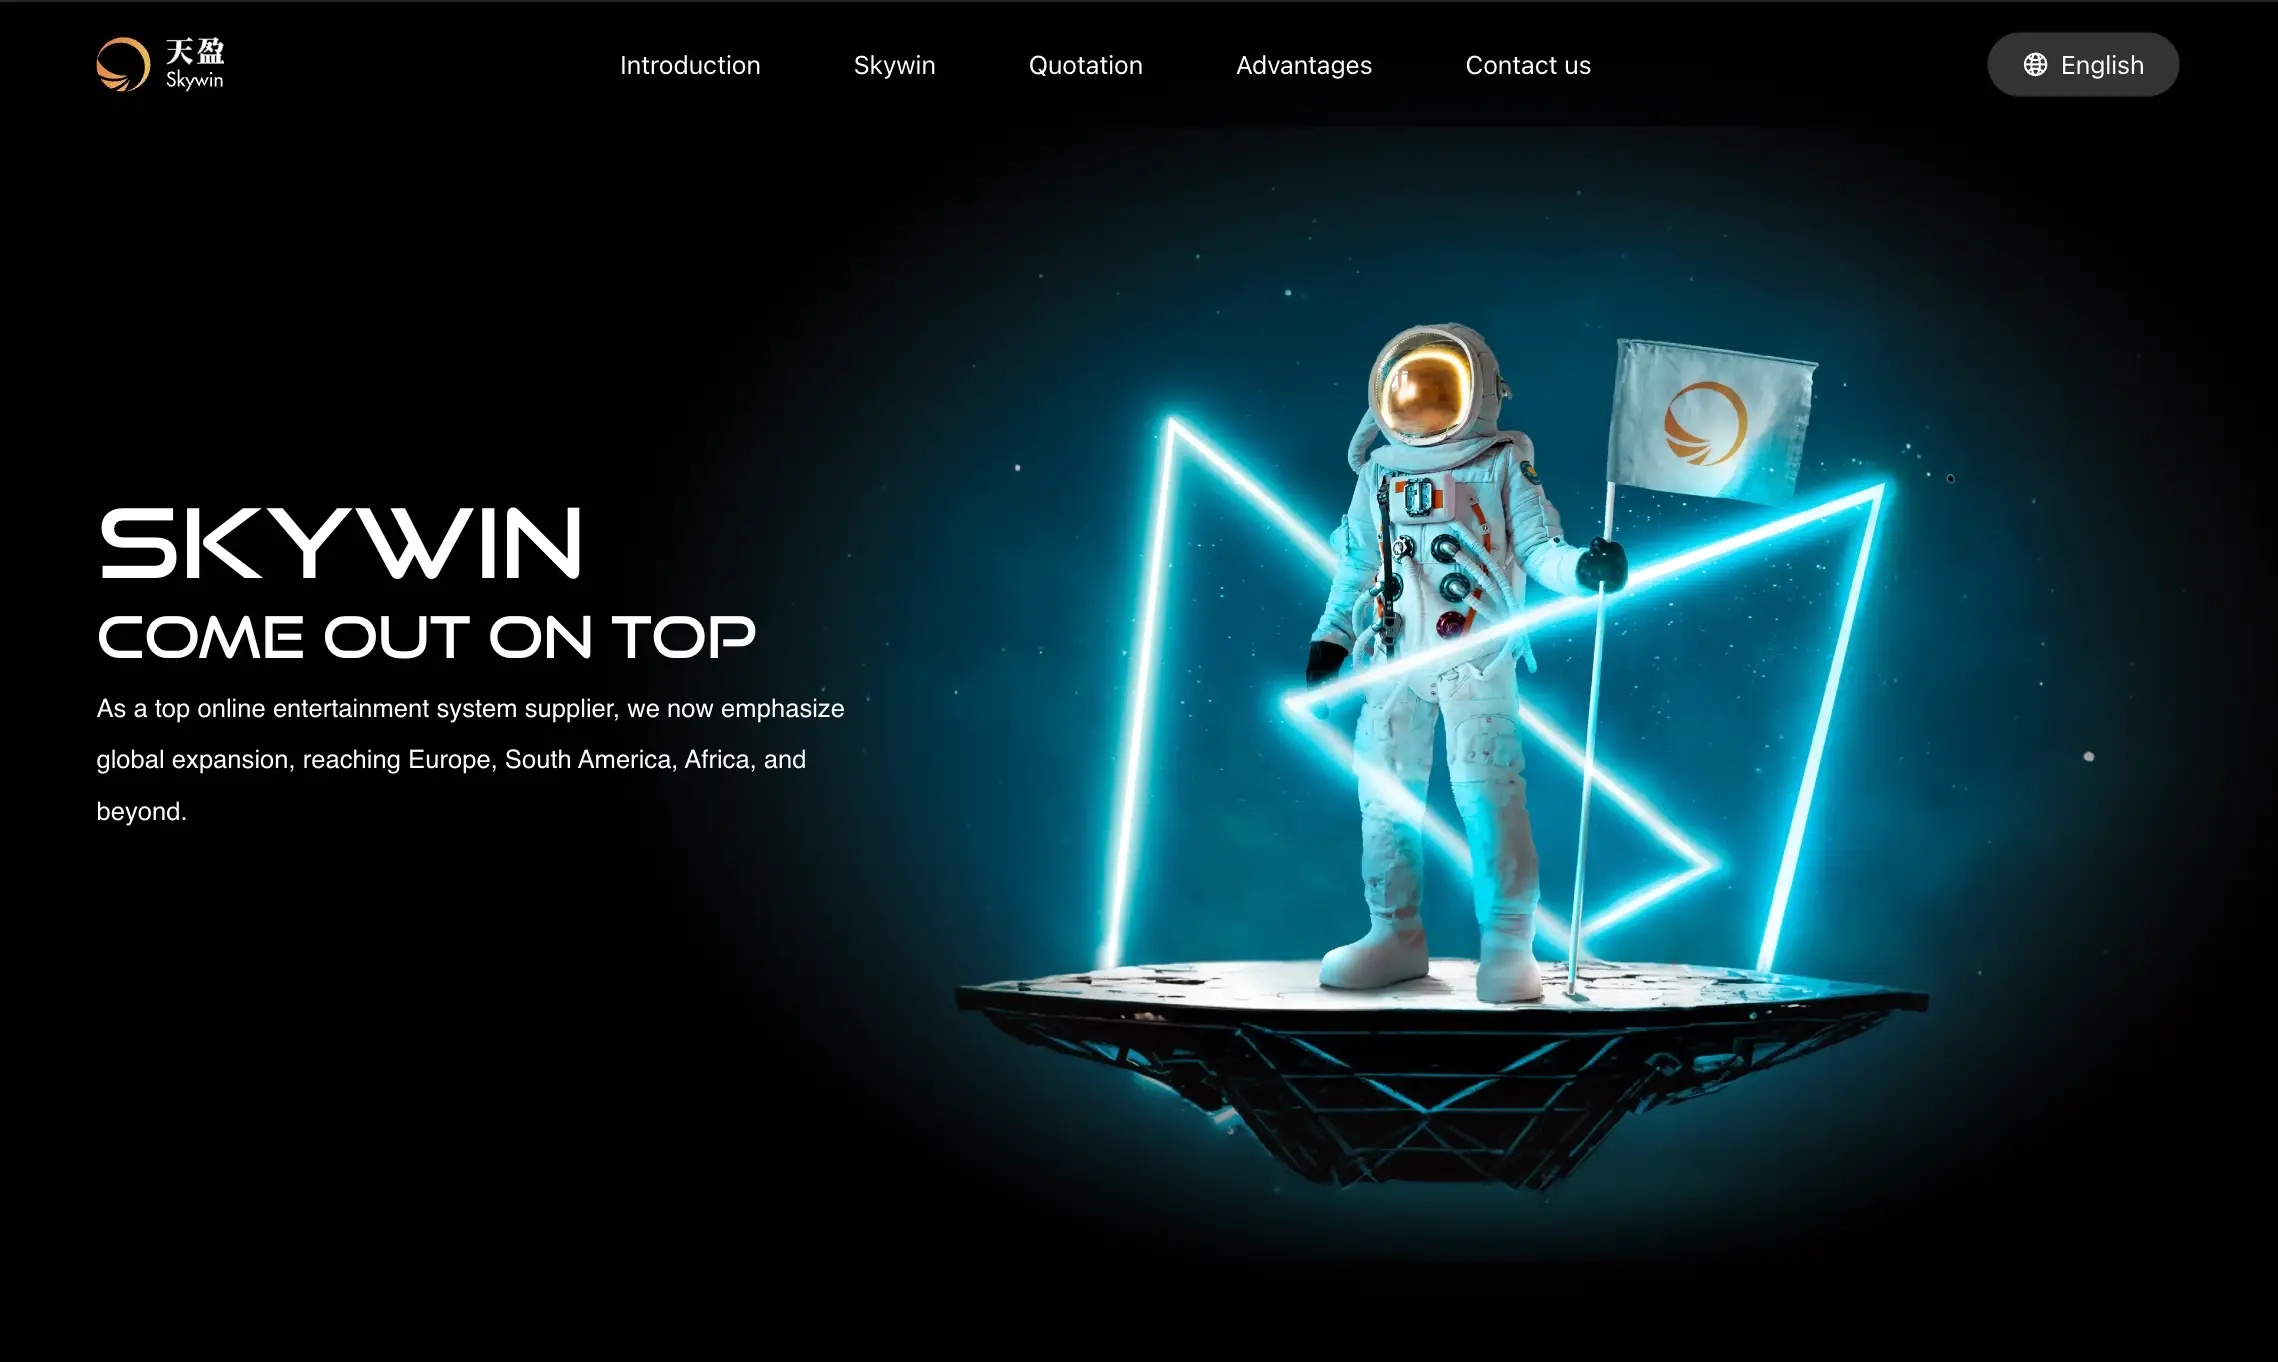 天盈
Skywin
Introduction
Skywin
Quotation
Advantages
Contact us
English
SKYWIN
COME OUT ON TOP
As a top online entertainment system supplier, we now emphasize
global expansion, reaching Europe, South America, Africa, and
beyond.